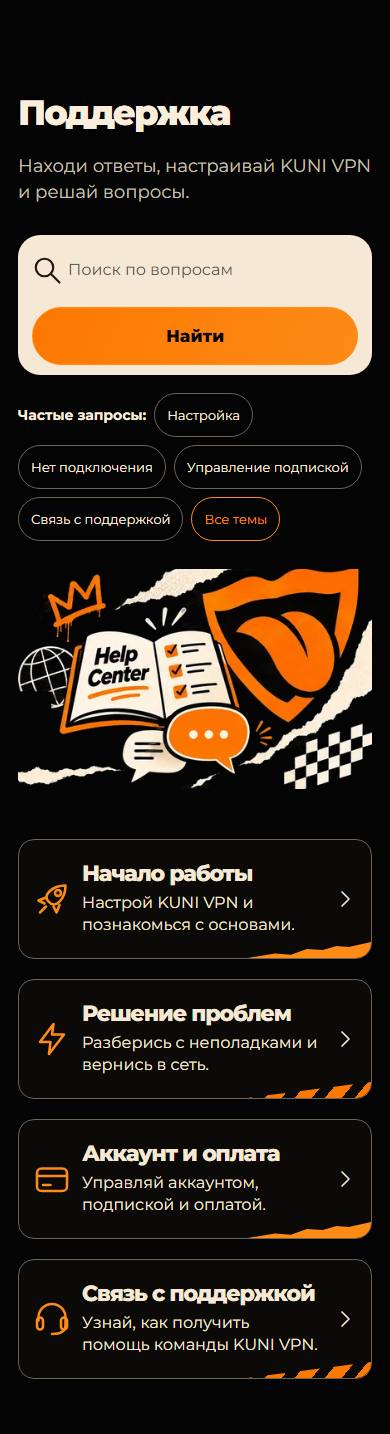 Поддержка
Находи ответы, настраивай KUNI VPN
и решай вопросы.
Поиск по вопросам
Найти
Частые запросы: Настройка
Нет подключения Управление подпиской
Связь с поддержкой Все темы
Help
Center
Начало работы
Настрой KUNI VPN и
познакомься с основами.
Решение проблем
Разберись с неполадками и
вернись в сеть.
Аккаунт и оплата
Управляй аккаунтом,
подпиской и оплатой.
Связь с поддержкой
Узнай, как получить
помощь команды KUNI VPN.